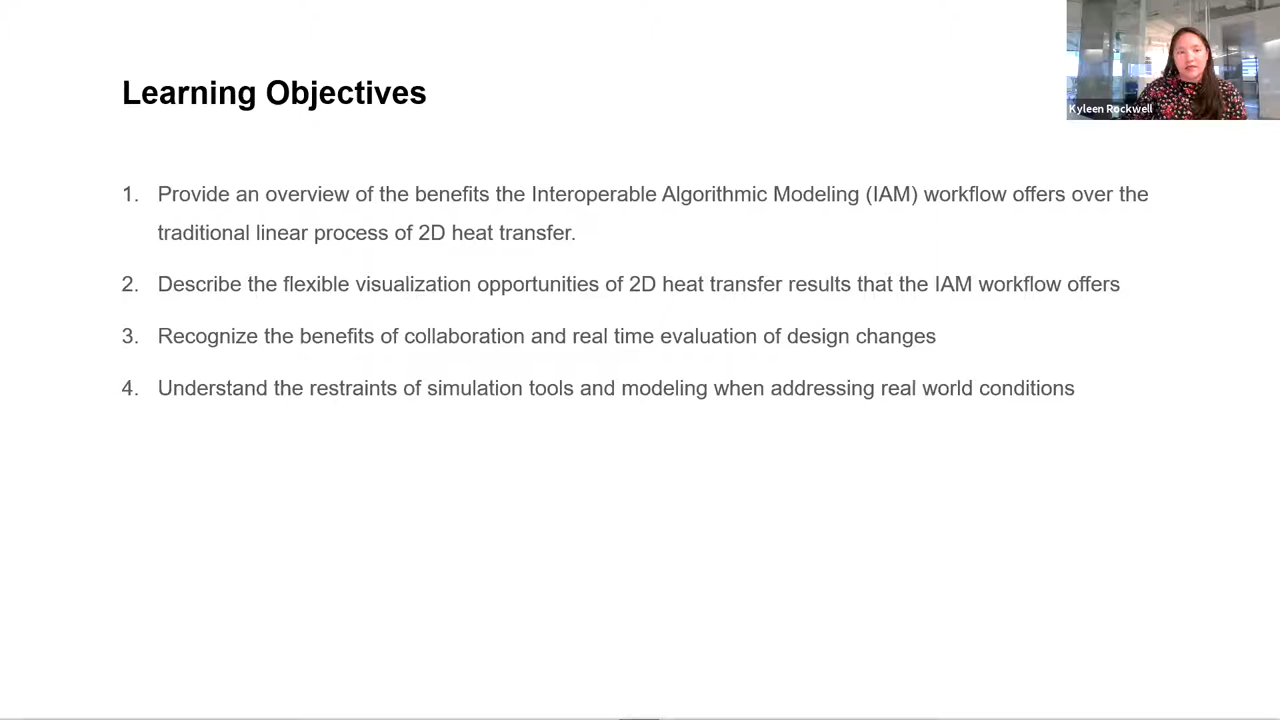 Learning Objectives
Kyleen Rockwell
1. Provide an overview of the benefits the Interoperable Algorithmic Modeling (IAM) workflow offers over the
traditional linear process of 2D heat transfer.
2. Describe the flexible visualization opportunities of 2D heat transfer results that the IAM workflow offers
3. Recognize the benefits of collaboration and real time evaluation of design changes
4. Understand the restraints of simulation tools and modeling when addressing real world conditions